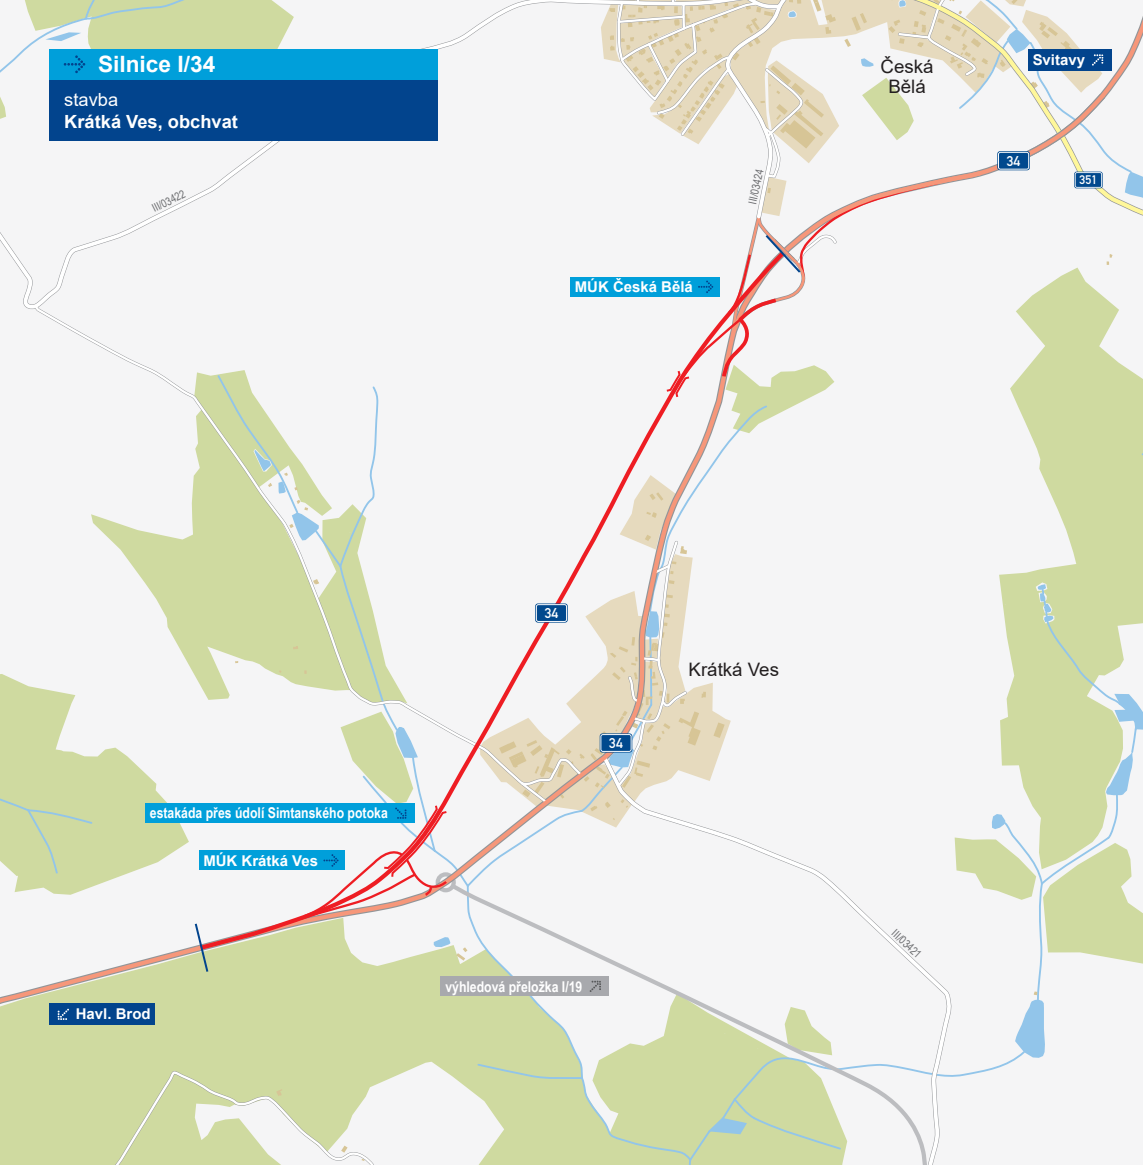 Silnice I/34
stavba
Krátká Ves, obchvat
Česká
Bělá
Svitavy
34
351
III/03422
III/03424
MÚK Česká Bělá
34
Krátká Ves
34
estakáda přes údolí Simtanského potoka
MÚK Krátká Ves
III/03421
výhledová přeložka I/19
Havl. Brod